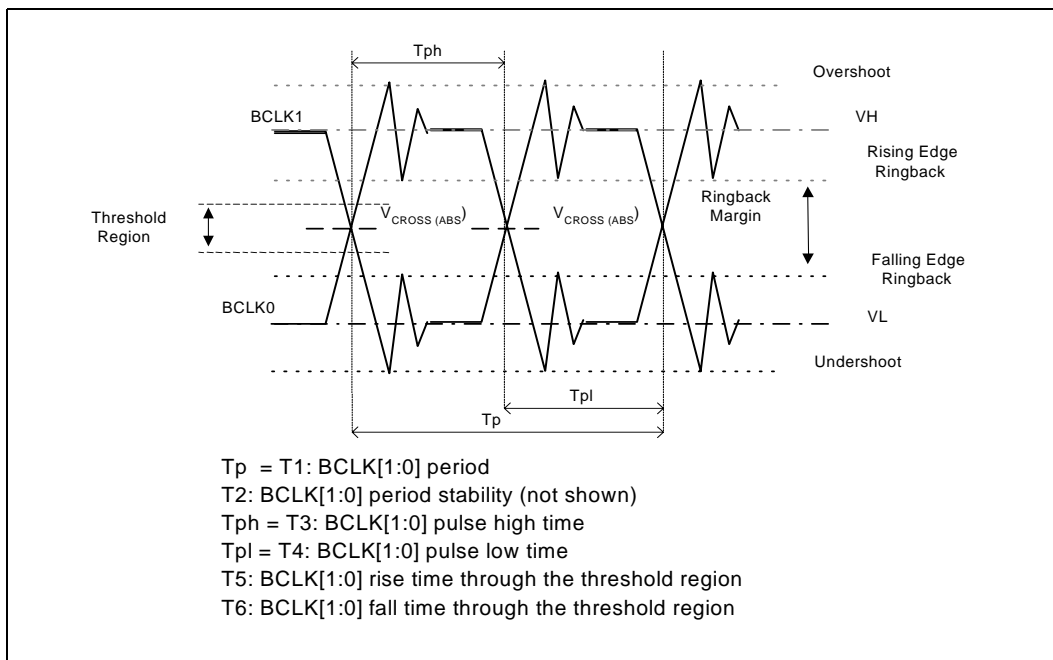 Tph
Overshoot
BCLK1
VH
Rising Edge
Ringback
Threshold
Region
VCROSS (ABS)
VCROSS (ABS)
Ringback
Margin
Falling Edge
Ringback
BCLK0
VL
Undershoot
Tpl
Tp
Tp = T1: BCLK[1:0] period
T2: BCLK[1:0] period stability (not shown)
Tph = T3: BCLK[1:0] pulse high time
Tpl = T4: BCLK[1:0] pulse low time
T5: BCLK[1:0] rise time through the threshold region
T6: BCLK[1:0] fall time through the threshold region